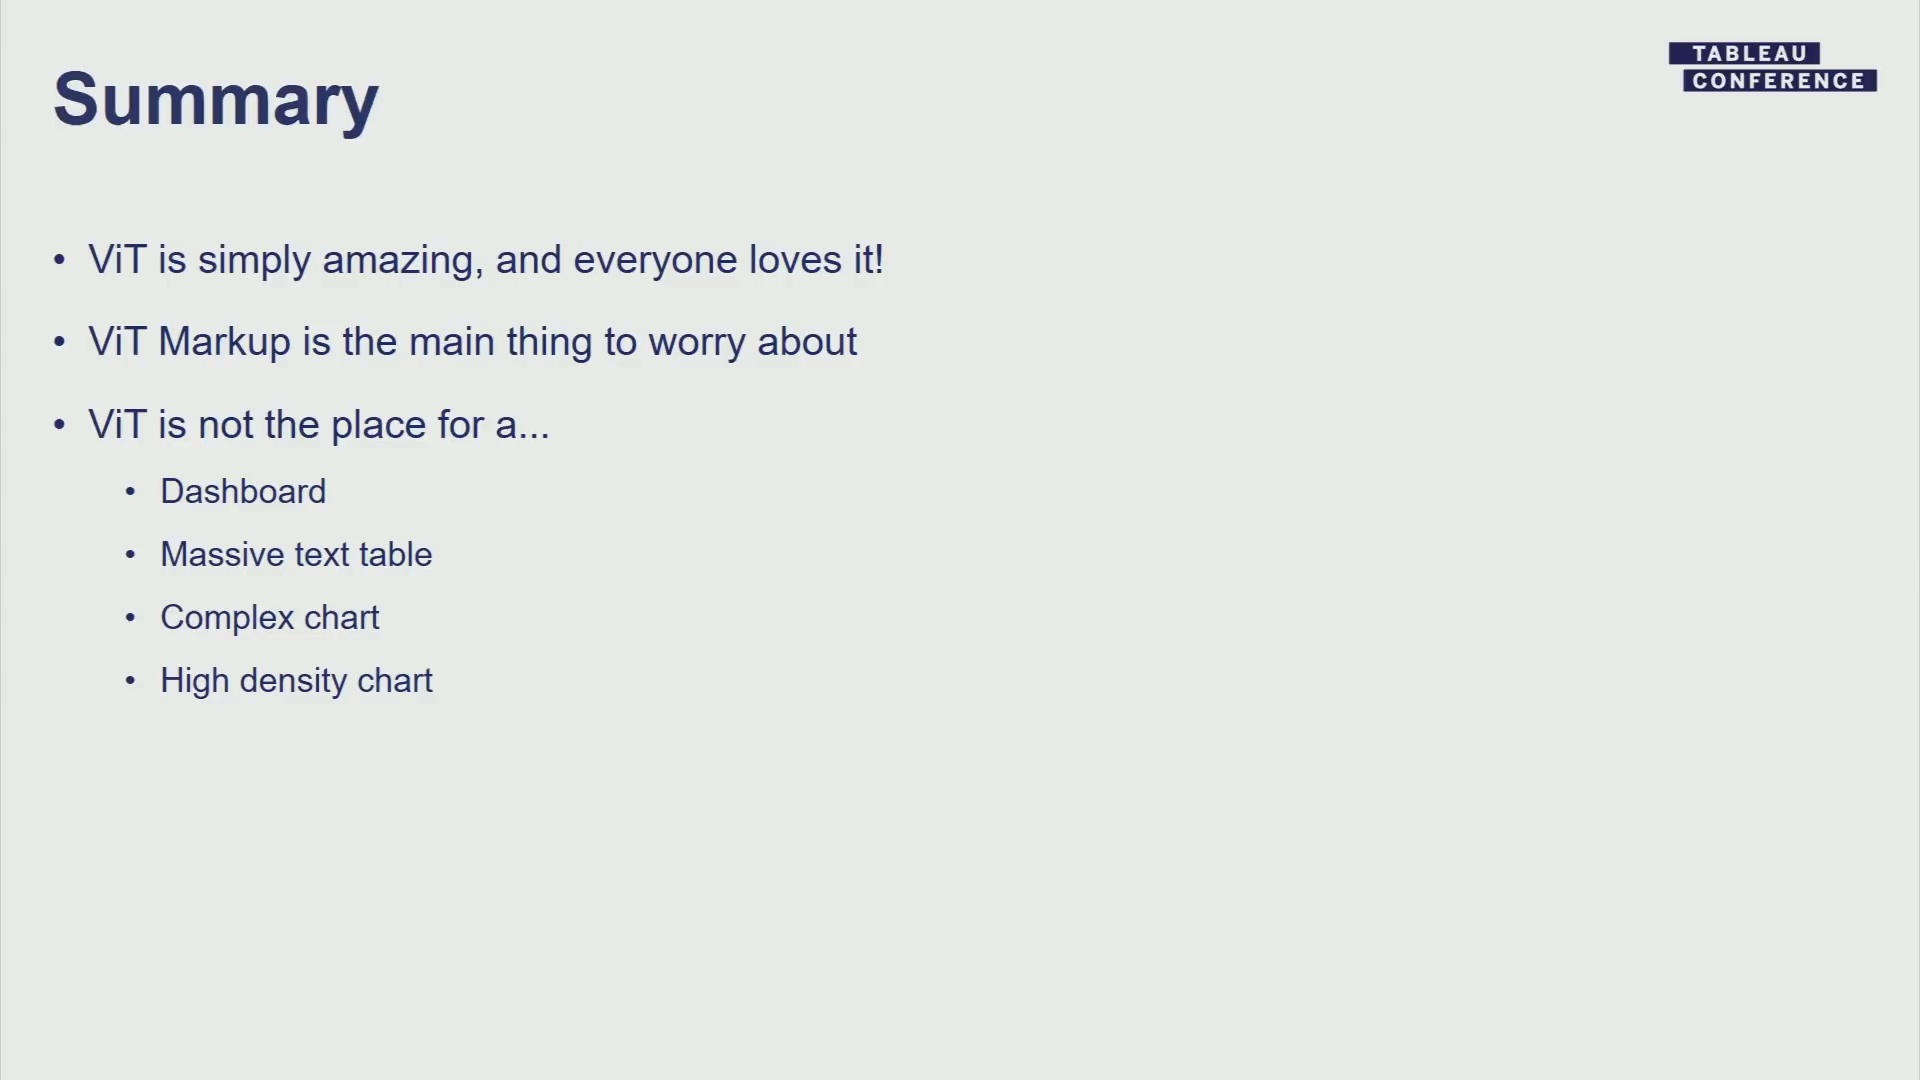 Summary
TABLEAU
CONFERENCE
• ViT is simply amazing, and everyone loves it!
• ViT Markup is the main thing to worry about
• ViT is not the place for a...
• Dashboard
• Massive text table
• Complex chart
• High density chart